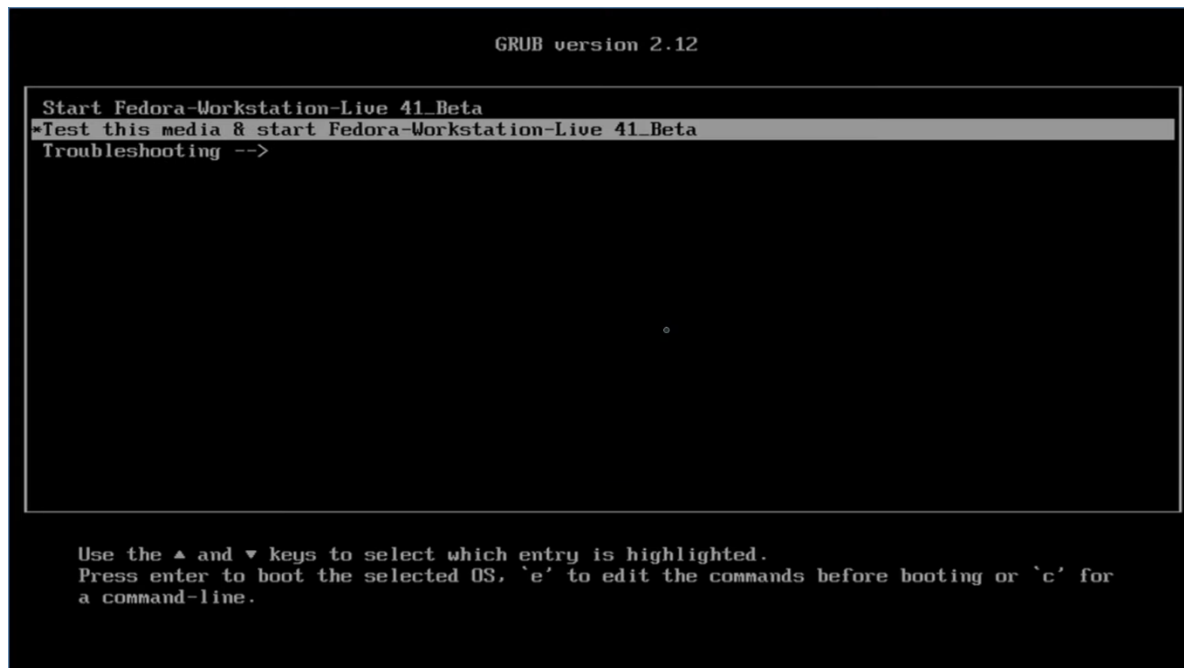 GRUB version 2.12
Start Fedora-Workstation-Live 41_Beta
*Test this media & start Fedora-Workstation-Live 41_Beta
Troubleshooting -->
Use the ▲ and ▼ keys to select which entry is highlighted.
Press enter to boot the selected OS, `e' to edit the commands before booting or `c' for
a command-line.